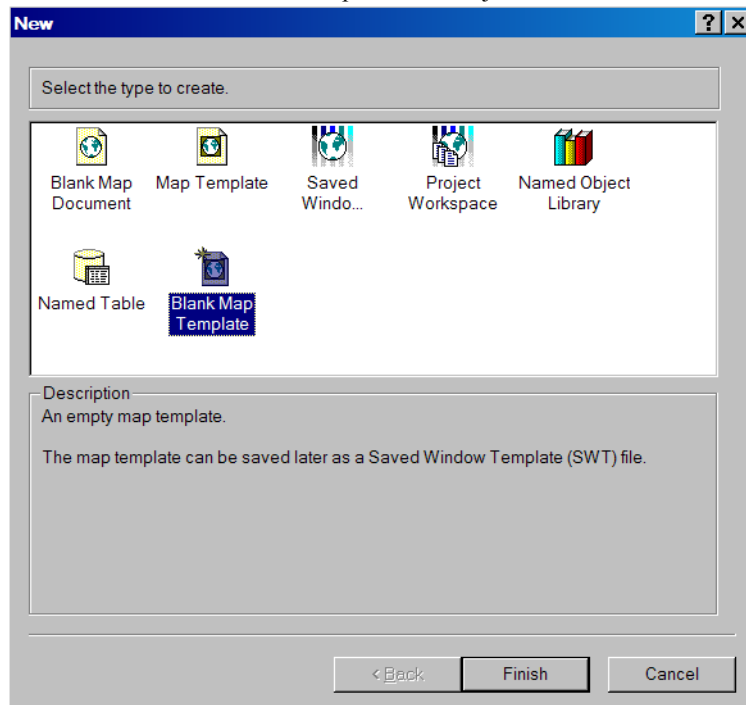 New
Select the type to create.
Blank Map
Document
Map Template
Saved
Windo...
Project
Workspace
Named Object
Library
Named Table
Blank Map
Template
Description
An empty map template.
The map template can be saved later as a Saved Window Template (SWT) file.
< Back
Finish
Cancel